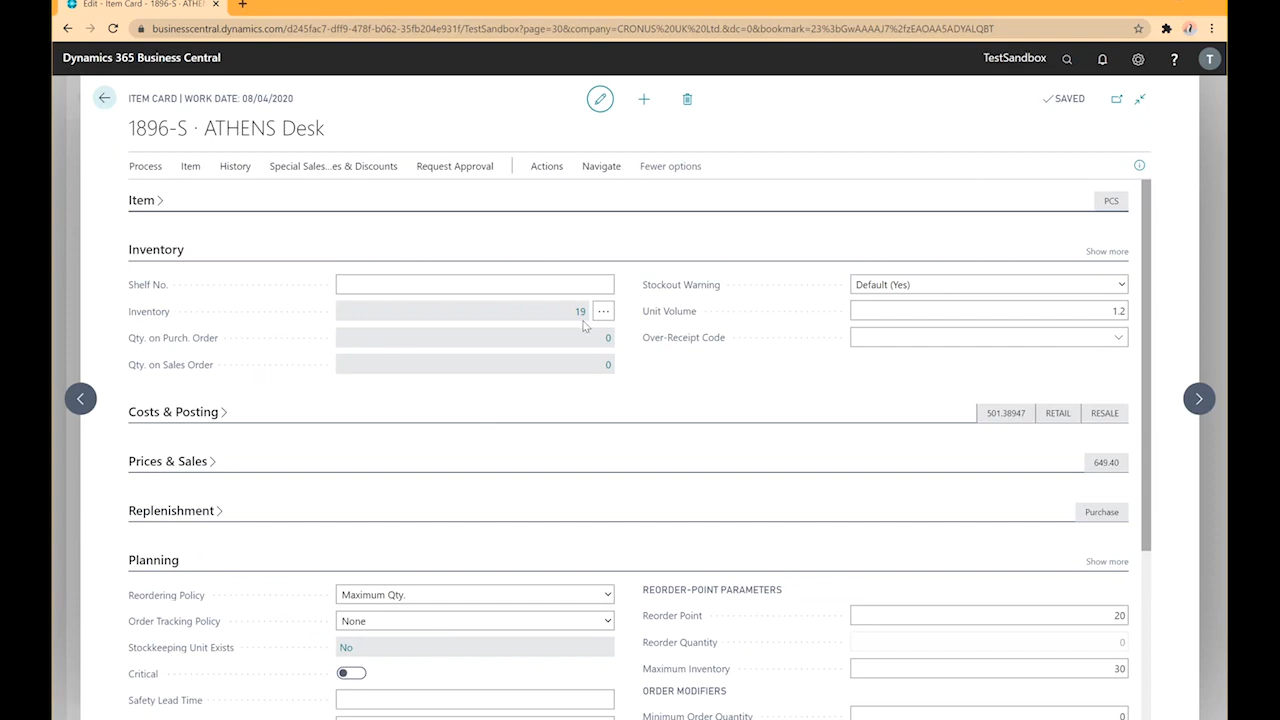 Edit - Item Card - 1896-S · ATHEN
businesscentral.dynamics.com/d245fac7-dff9-478f-b062-35fb204e931f/TestSandbox?page=30&company=CRONUS%20UK%20Ltd.&dc=0&bookmark=23%3bGwAAAAJ7%2fzEAOAA5ADYALQBT
Dynamics 365 Business Central
TestSandbox
?
T
ITEM CARD | WORK DATE: 08/04/2020
SAVED
1896-S · ATHENS Desk
Process Item History Special Sales...es & Discounts Request Approval Actions Navigate Fewer options
Item
PCS
Inventory
Show more
Shelf No.
Stockout Warning
Default (Yes)
Inventory
19
...
Unit Volume
1.2
Qty. on Purch. Order
0
Over-Receipt Code
Qty. on Sales Order
0
Costs & Posting
501.38947 RETAIL RESALE
Prices & Sales
649.40
Replenishment
Purchase
Planning
Show more
Reordering Policy
Maximum Qty.
REORDER-POINT PARAMETERS
Order Tracking Policy
None
Reorder Point
20
Stockkeeping Unit Exists
No
Reorder Quantity
0
Critical
Maximum Inventory
30
Safety Lead Time
ORDER MODIFIERS
Minimum Order Quantity
0